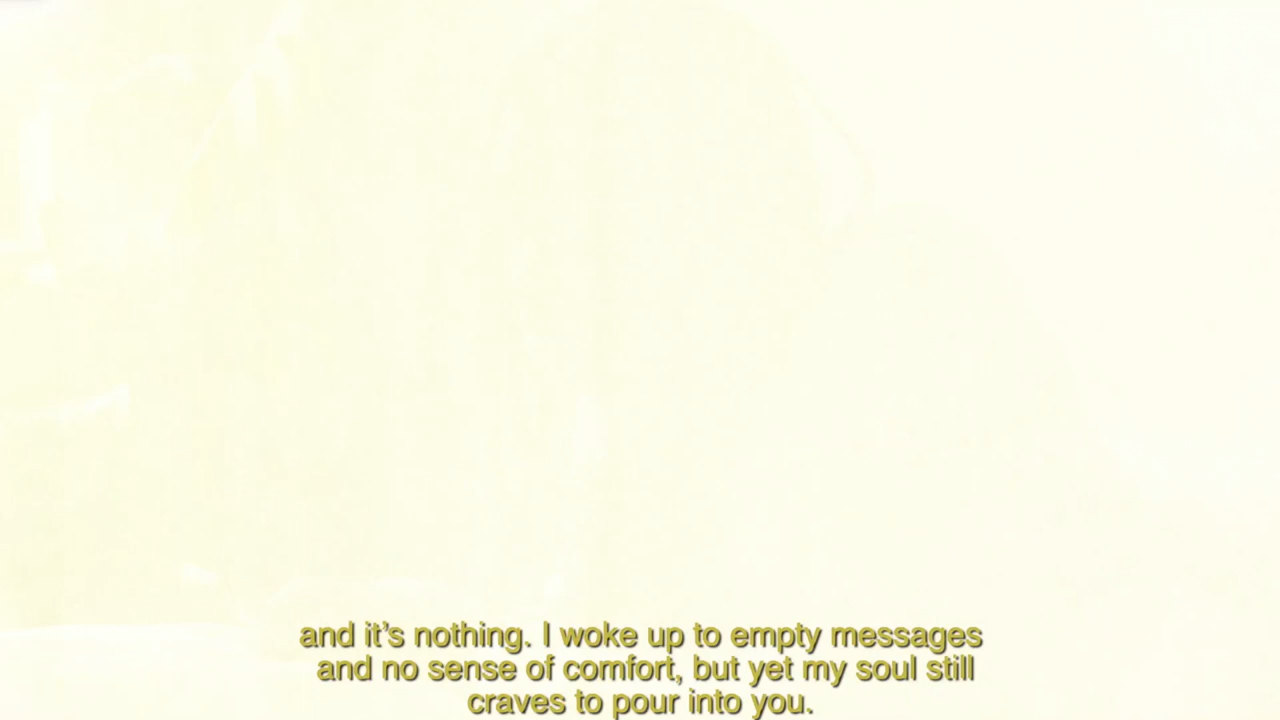 and it’s nothing. I woke up to empty messages
and no sense of comfort, but yet my soul still
craves to pour into you.